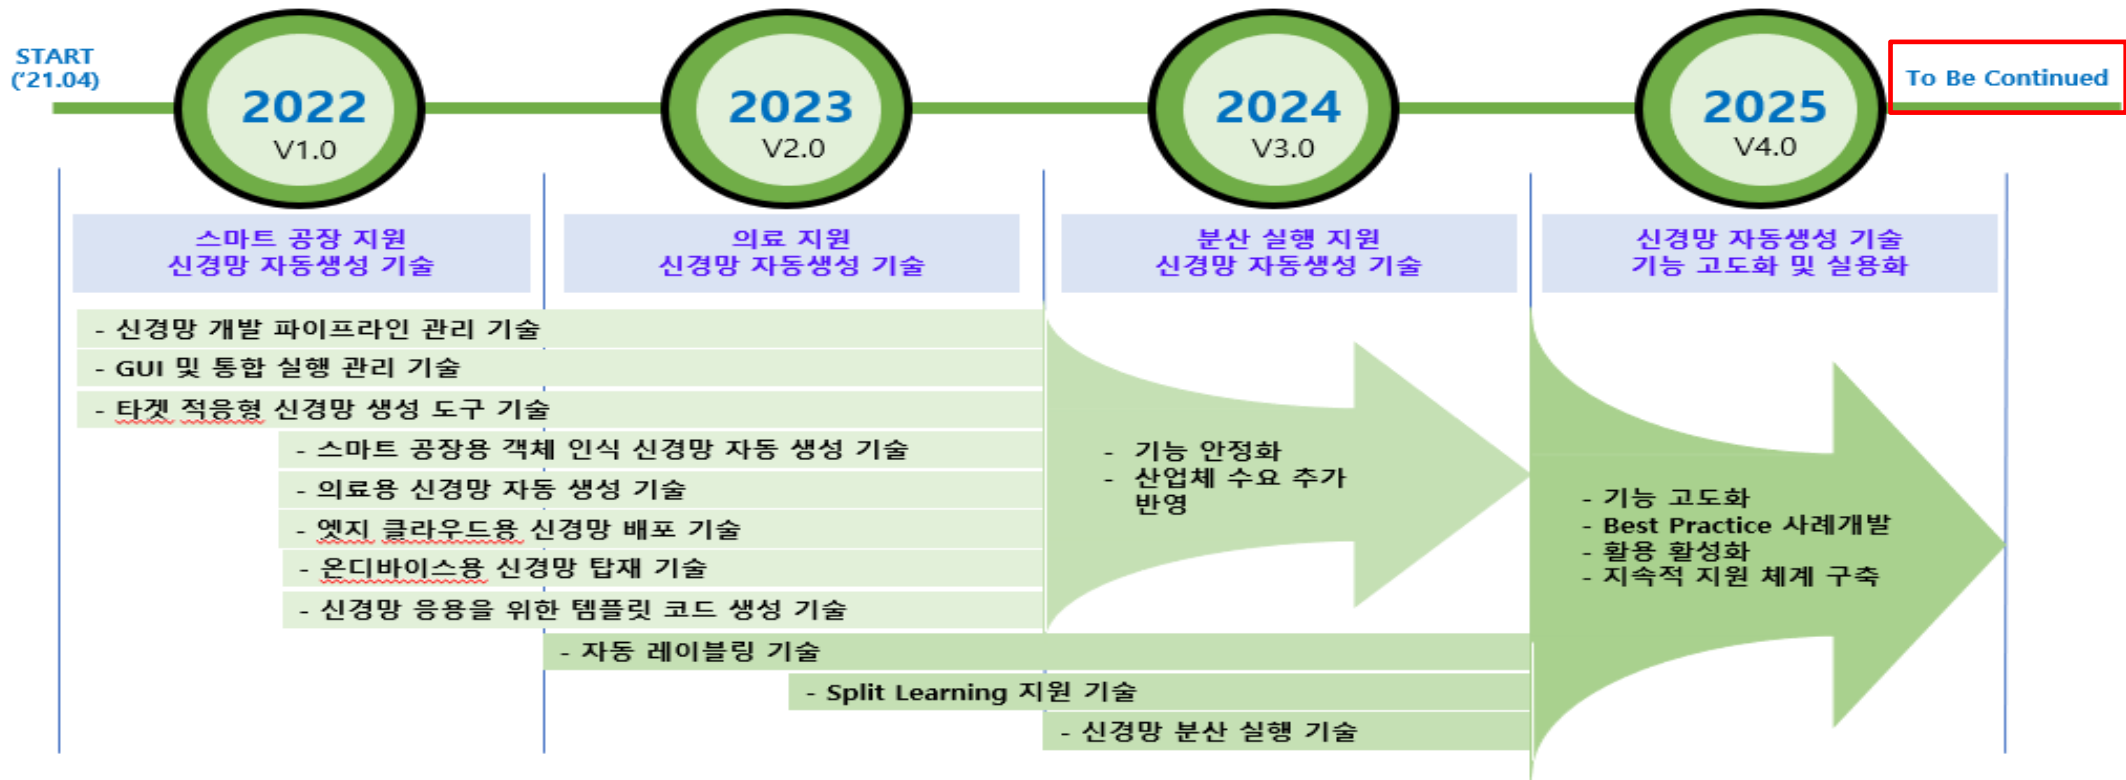 START
('21.04)
2022
V1.0
2023
V2.0
2024
V3.0
2025
V4.0
To Be Continued
스마트 공장 지원
신경망 자동생성 기술
의료 지원
신경망 자동생성 기술
분산 실행 지원
신경망 자동생성 기술
신경망 자동생성 기술
기능 고도화 및 실용화
- 신경망 개발 파이프라인 관리 기술
- GUI 및 통합 실행 관리 기술
- 타겟 적응형 신경망 생성 도구 기술
- 스마트 공장용 객체 인식 신경망 자동 생성 기술
- 의료용 신경망 자동 생성 기술
- 엣지 클라우드용 신경망 배포 기술
- 온디바이스용 신경망 탑재 기술
- 신경망 응용을 위한 템플릿 코드 생성 기술
- 자동 레이블링 기술
- Split Learning 지원 기술
- 신경망 분산 실행 기술
- 기능 안정화
- 산업체 수요 추가
반영
- 기능 고도화
- Best Practice 사례개발
- 활용 활성화
- 지속적 지원 체계 구축